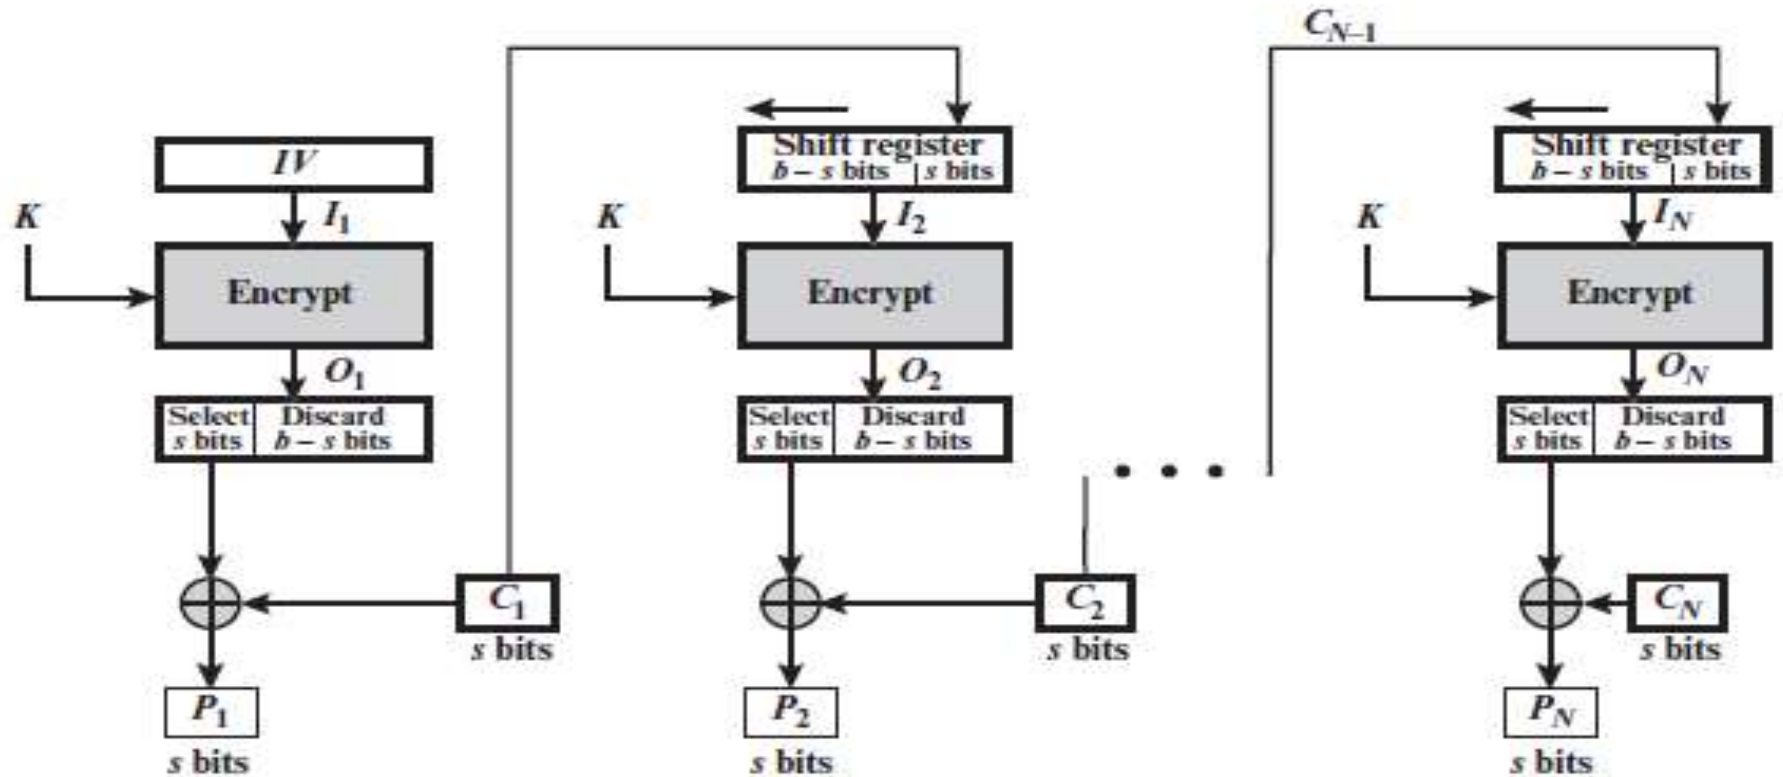 C_{N-1}
IV
Shift register
b – s bits | s bits
Shift register
b – s bits | s bits
K
I_1
K
I_2
K
I_N
Encrypt
Encrypt
Encrypt
O_1
O_2
O_N
Select
s bits
Discard
b – s bits
Select
s bits
Discard
b – s bits
Select
s bits
Discard
b – s bits
C_1
s bits
C_2
s bits
C_N
s bits
P_1
s bits
P_2
s bits
P_N
s bits